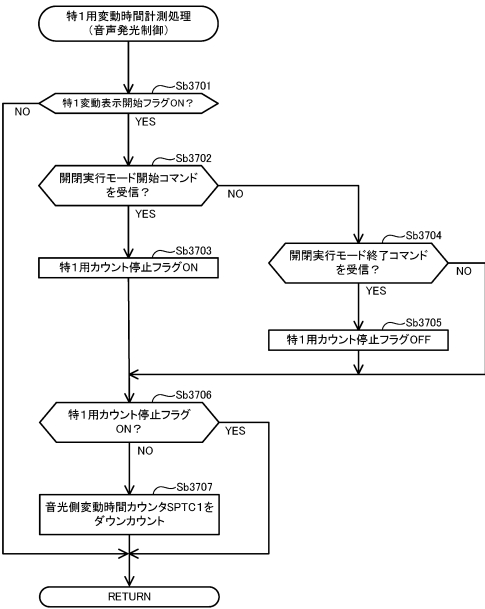 特1用変動時間計測処理
(音声発光制御)
Sb3701
特1変動表示開始フラグON?
NO
YES
Sb3702
開閉実行モード開始コマンド
を受信?
NO
YES
Sb3703
特1用カウント停止フラグON
Sb3704
開閉実行モード終了コマンド
を受信?
NO
YES
Sb3705
特1用カウント停止フラグOFF
Sb3706
特1用カウント停止フラグ
ON?
YES
NO
Sb3707
音光側変動時間カウンタSPTC1を
ダウンカウント
RETURN